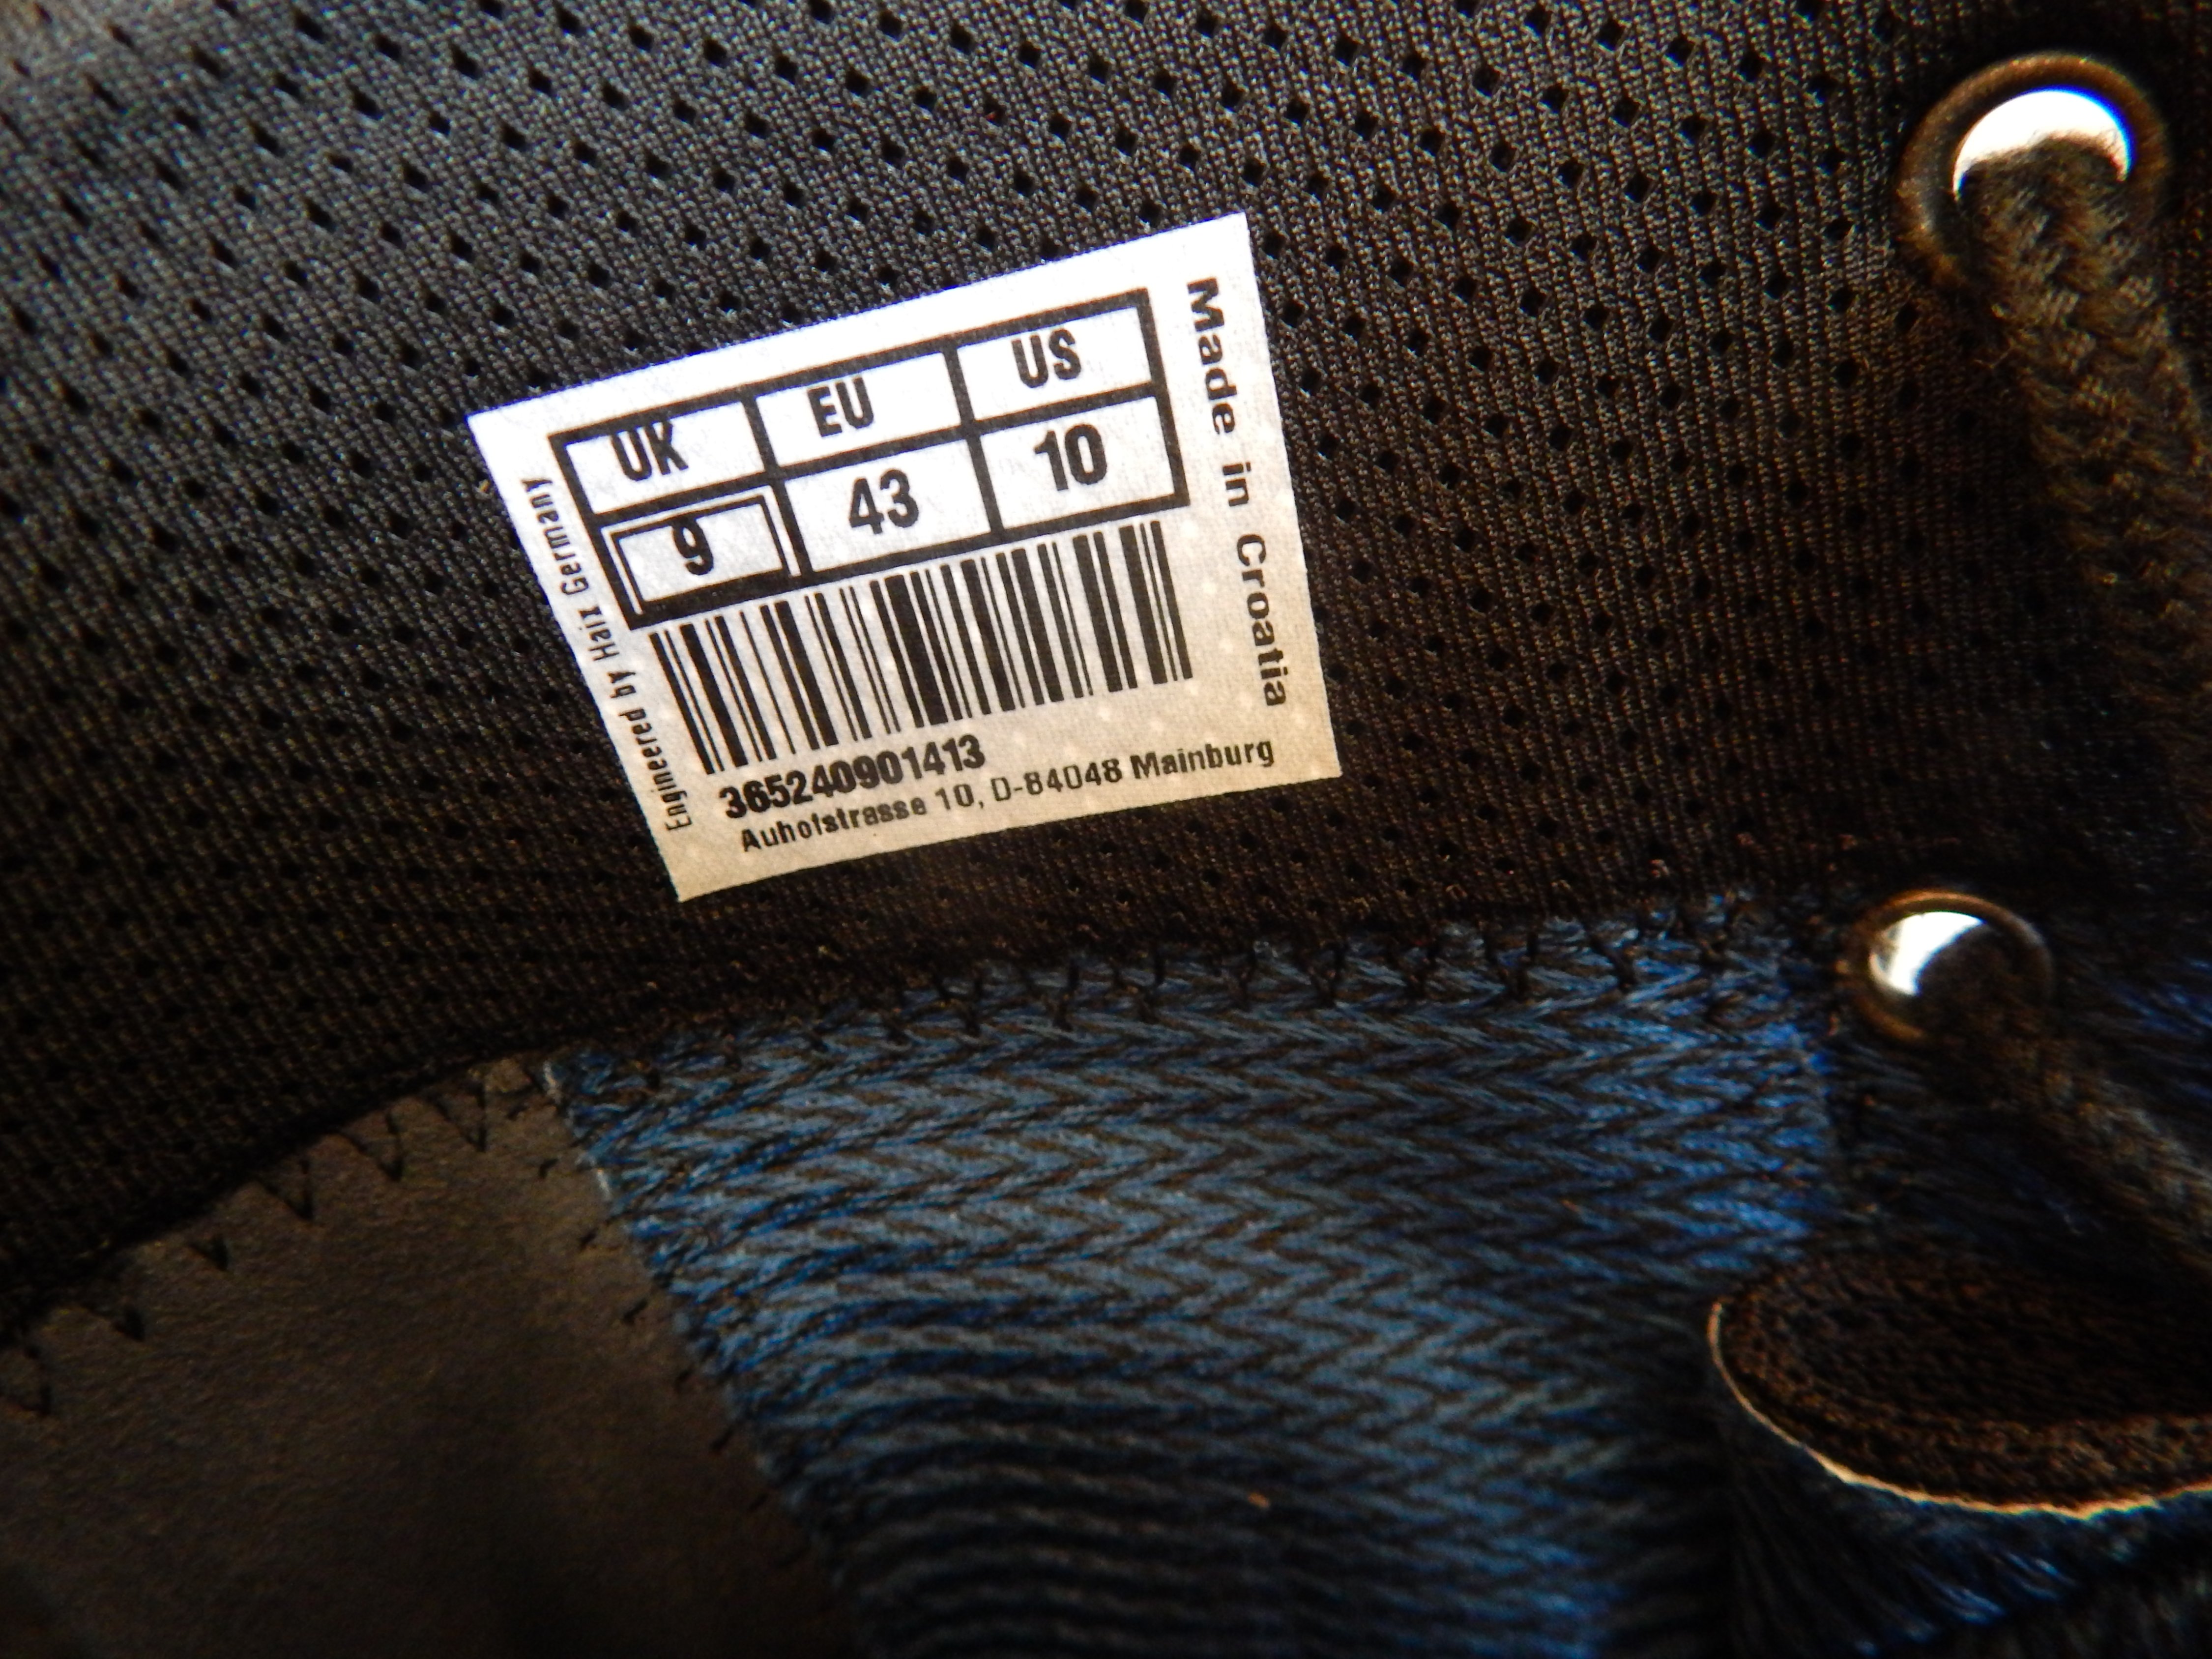 UK EU US
9 43 10
365240901413
Auhofstrasse 10, D-84048 Mainburg
Engineered by Haix Germany
Made in Croatia